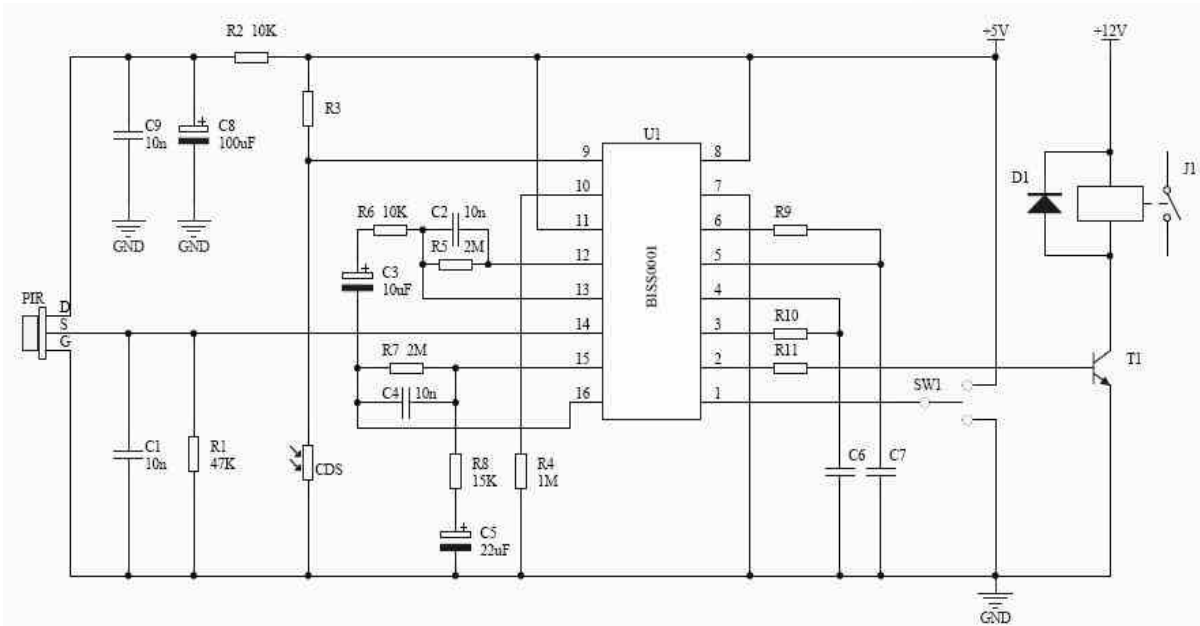 R2 10K
+5V
+12V
R3
C9
10n
C8
100uF
U1
9
8
D1
J1
10
7
R6 10K
C2 10n
11
6
R9
GND
GND
R5 2M
12
5
C3
10uF
BISS0001
13
4
PIR
D
S
G
14
3
R10
R7 2M
15
2
R11
T1
C4 10n
16
1
SW1
C1
10n
R1
47K
CDS
R8
15K
R4
1M
C6
C7
C5
22uF
GND